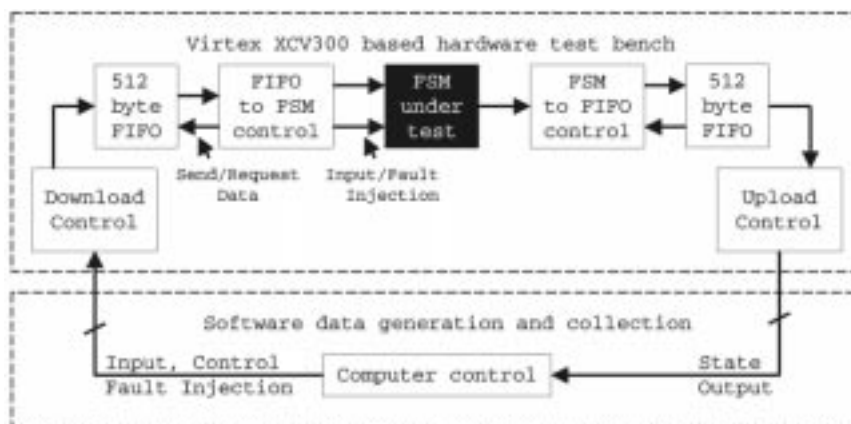 Virtex XCV300 based hardware test bench
512
byte
FIFO
FIFO
to FSM
control
FSM
under
test
FSM
to FIFO
control
512
byte
FIFO
Send/Request
Data
Input/Fault
Injection
Download
Control
Upload
Control
Software data generation and collection
Input, Control
Fault Injection
Computer control
State
Output